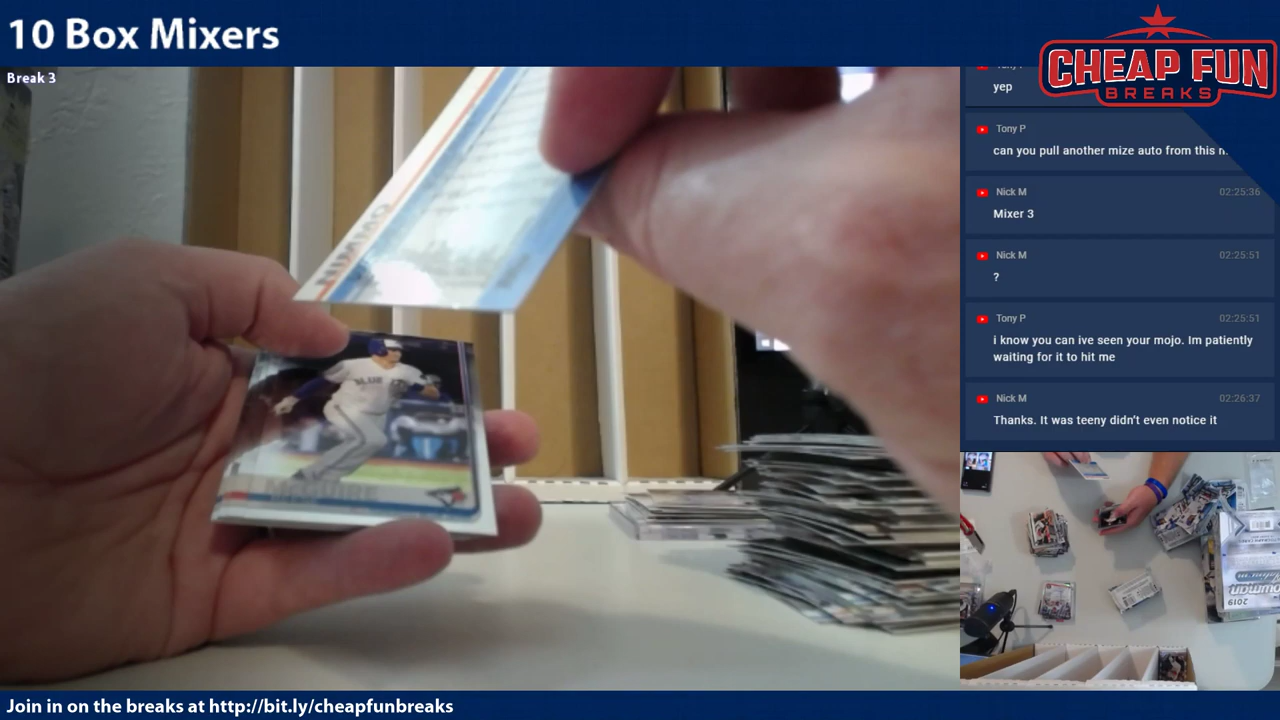 10 Box Mixers
CHEAP FUN
BREAKS
Break 3
yep
Tony P
can you pull another mize auto from this
Nick M 02:25:36
Mixer 3
Nick M 02:25:51
?
Tony P 02:25:51
i know you can ive seen your mojo. Im patiently
waiting for it to hit me
Nick M 02:26:37
Thanks. It was teeny didn't even notice it
NIMMO
BLUE
McGUIRE
2019
Join in on the breaks at http://bit.ly/cheapfunbreaks